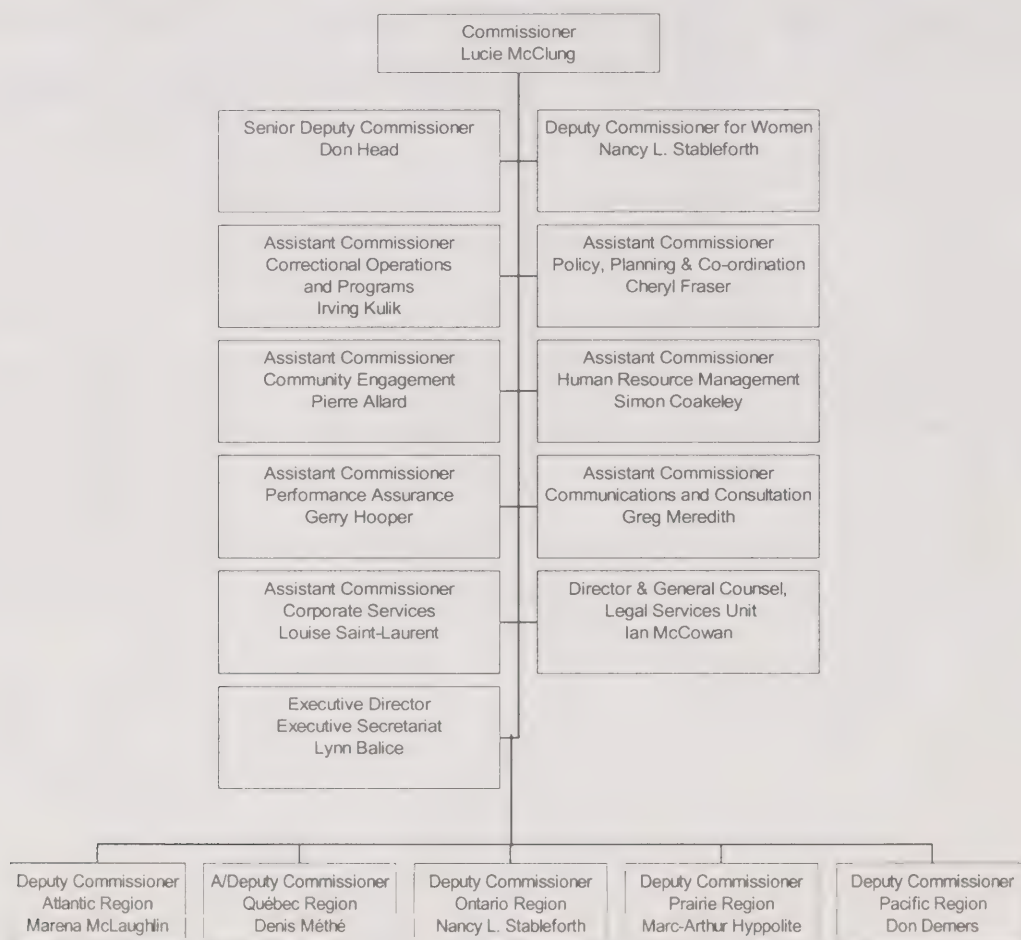 Commissioner
Lucie McClung
Senior Deputy Commissioner
Don Head
Deputy Commissioner for Women
Nancy L. Stableforth
Assistant Commissioner
Correctional Operations
and Programs
Irving Kulik
Assistant Commissioner
Policy, Planning & Co-ordination
Cheryl Fraser
Assistant Commissioner
Community Engagement
Pierre Allard
Assistant Commissioner
Human Resource Management
Simon Coakeley
Assistant Commissioner
Performance Assurance
Gerry Hooper
Assistant Commissioner
Communications and Consultation
Greg Meredith
Assistant Commissioner
Corporate Services
Louise Saint-Laurent
Director & General Counsel,
Legal Services Unit
Ian McCowan
Executive Director
Executive Secretariat
Lynn Balice
Deputy Commissioner
Atlantic Region
Marena McLaughlin
A/Deputy Commissioner
Québec Region
Denis Méthé
Deputy Commissioner
Ontario Region
Nancy L. Stableforth
Deputy Commissioner
Prairie Region
Marc-Arthur Hyppolite
Deputy Commissioner
Pacific Region
Don Demers